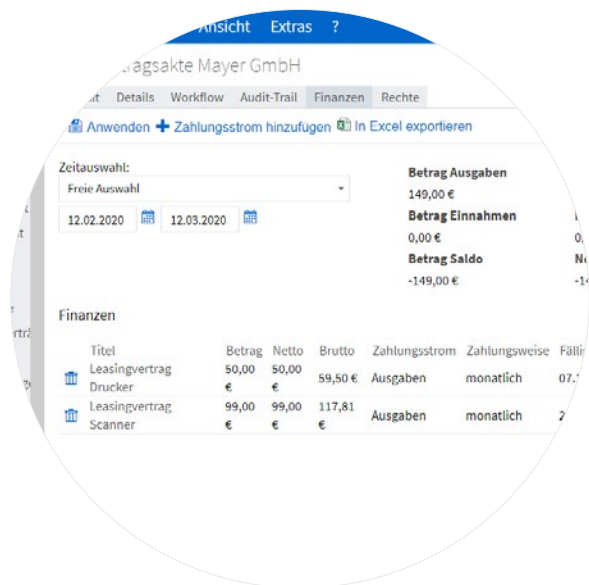 Ansicht Extras ?
Mayer GmbH
Details Workflow Audit-Trail Finanzen Rechte
Anwenden Zahlungsstrom hinzufügen In Excel exportieren
Zeitauswahl:
Freie Auswahl
12.02.2020 12.03.2020
Betrag Ausgaben
149,00 €
Betrag Einnahmen
0,00 €
Betrag Saldo
-149,00 €
Finanzen
Titel Betrag Netto Brutto Zahlungsstrom Zahlungsweise
Leasingvertrag Drucker 50,00 € 50,00 € 59,50 € Ausgaben monatlich
Leasingvertrag Scanner 99,00 € 99,00 € 117,81 € Ausgaben monatlich